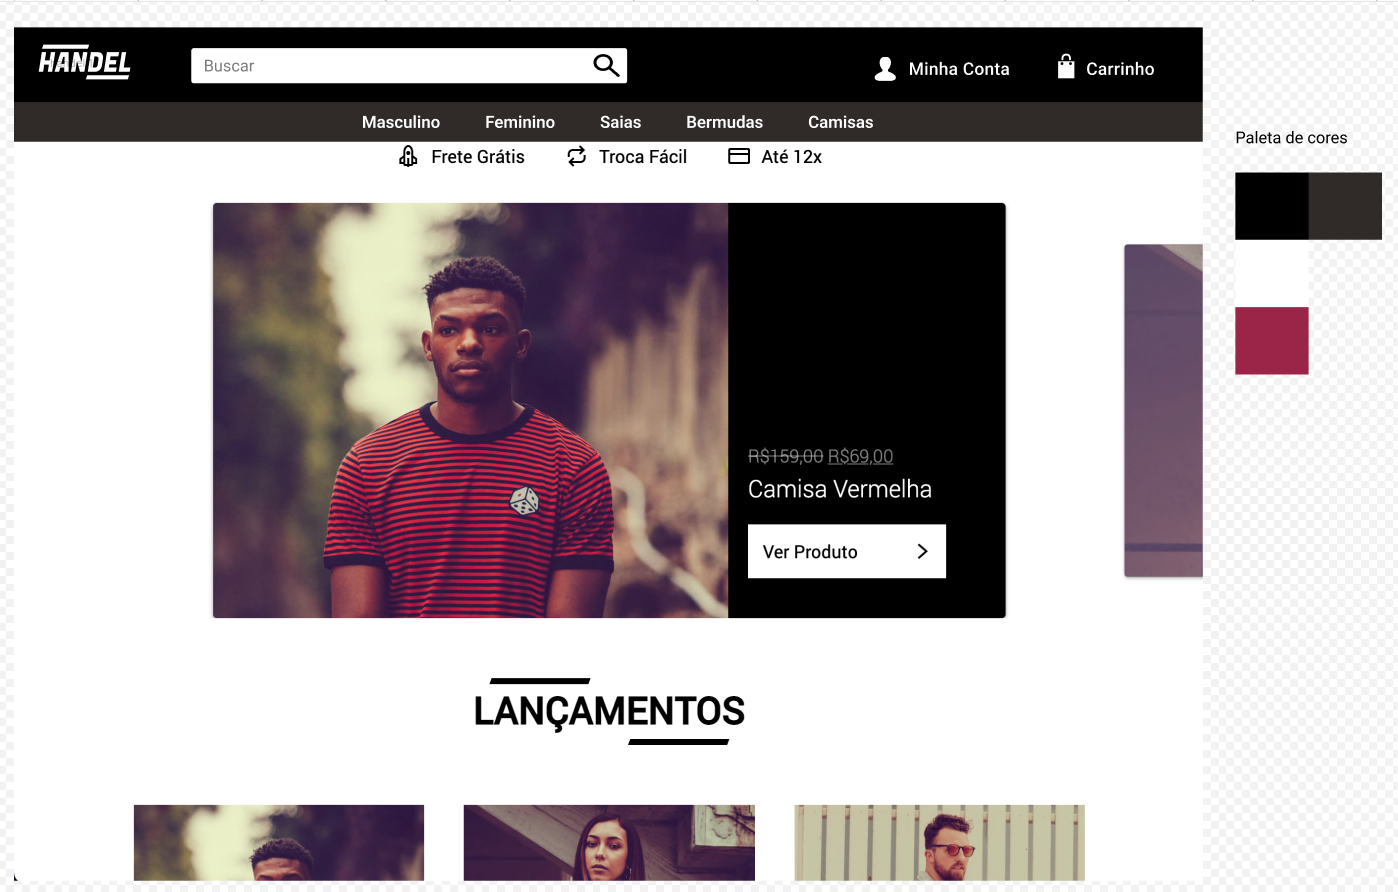 HANDEL
Buscar
Minha Conta
Carrinho
Masculino Feminino Saias Bermudas Camisas
Paleta de cores
Frete Grátis Troca Fácil Até 12x
R$159,00 R$69,00
Camisa Vermelha
Ver Produto
LANÇAMENTOS